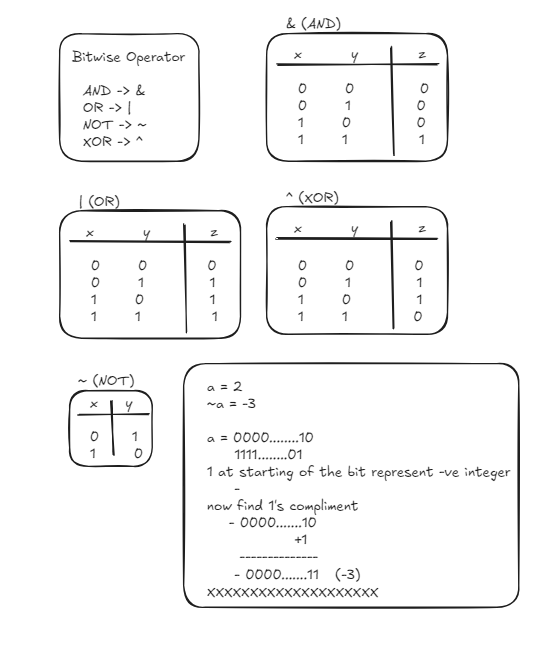 & (AND)
Bitwise Operator
AND -> &
OR -> |
NOT -> ~
XOR -> ^
x y z
0 0 0
0 1 0
1 0 0
1 1 1
| (OR)
x y z
0 0 0
0 1 1
1 0 1
1 1 1
^ (XOR)
x y z
0 0 0
0 1 1
1 0 1
1 1 0
~ (NOT)
x y
0 1
1 0
a = 2
~a = -3
a = 0000........10
1111........01
1 at starting of the bit represent -ve integer
-
now find 1's compliment
- 0000.......10
+1
--------------
- 0000.......11 (-3)
XXXXXXXXXXXXXXXXXXXX